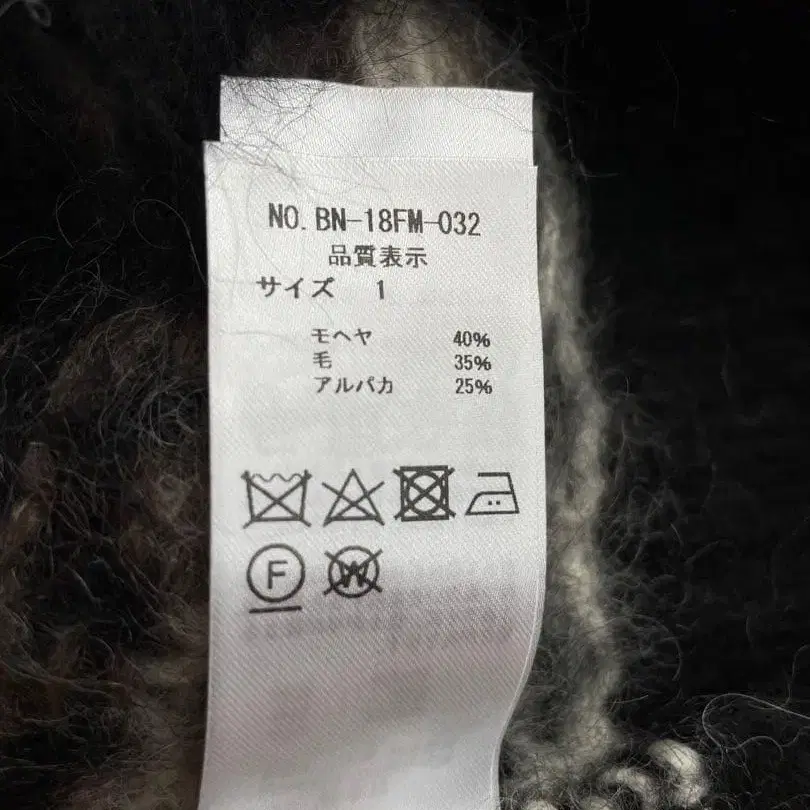 NO. BN-18FM-032
品質表示
サイズ 1
モヘヤ 40%
毛 35%
アルパカ 25%
F W